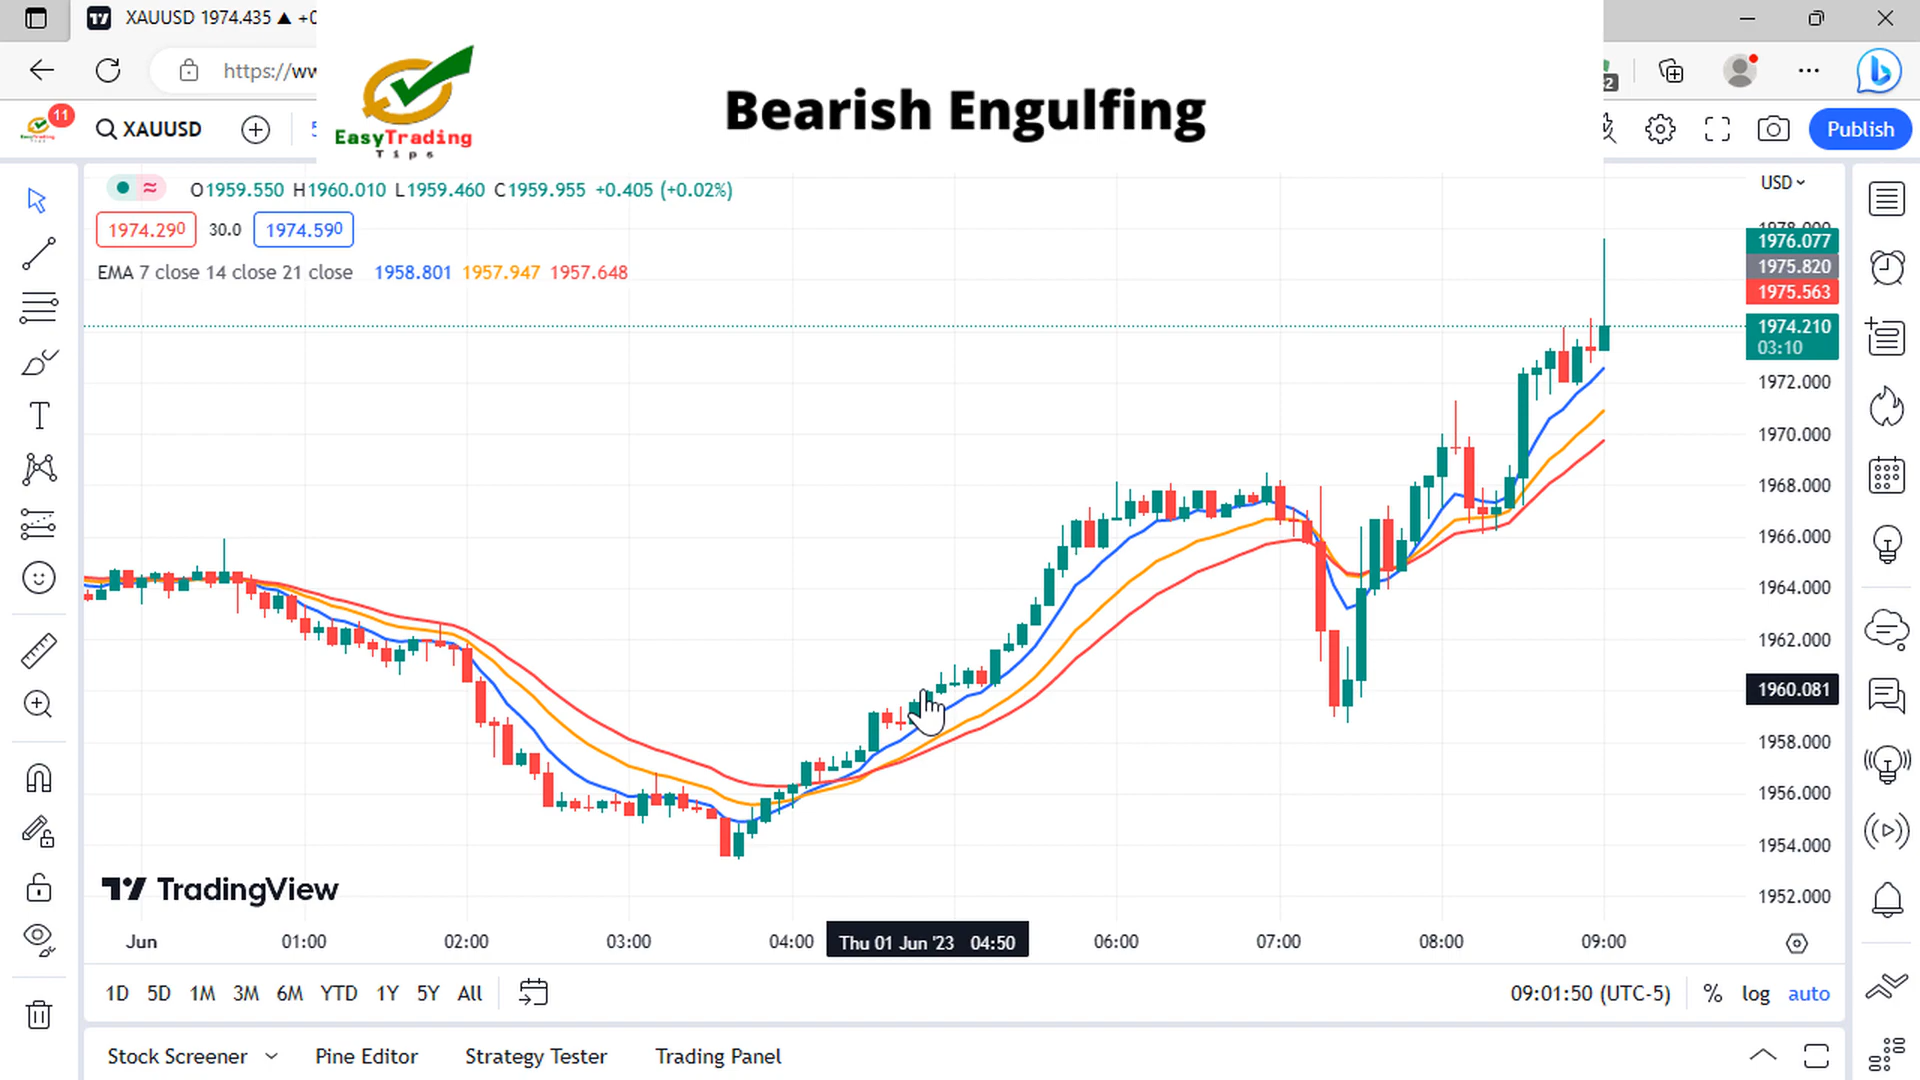 XAUUSD 1974.435 ▲
https://ww
EasyTrading
Tips
Bearish Engulfing
11
XAUUSD
Publish
O1959.550 H1960.010 L1959.460 C1959.955 +0.405 (+0.02%)
USD
1974.290 30.0 1974.590
1976.077
1975.820
1975.563
EMA 7 close 14 close 21 close 1958.801 1957.947 1957.648
1974.210
03:10
1972.000
1970.000
1968.000
1966.000
1964.000
1962.000
1960.081
1958.000
1956.000
1954.000
1952.000
TradingView
Jun 01:00 02:00 03:00 04:00 Thu 01 Jun '23 04:50 06:00 07:00 08:00 09:00
1D 5D 1M 3M 6M YTD 1Y 5Y All 09:01:50 (UTC-5) % log auto
Stock Screener Pine Editor Strategy Tester Trading Panel